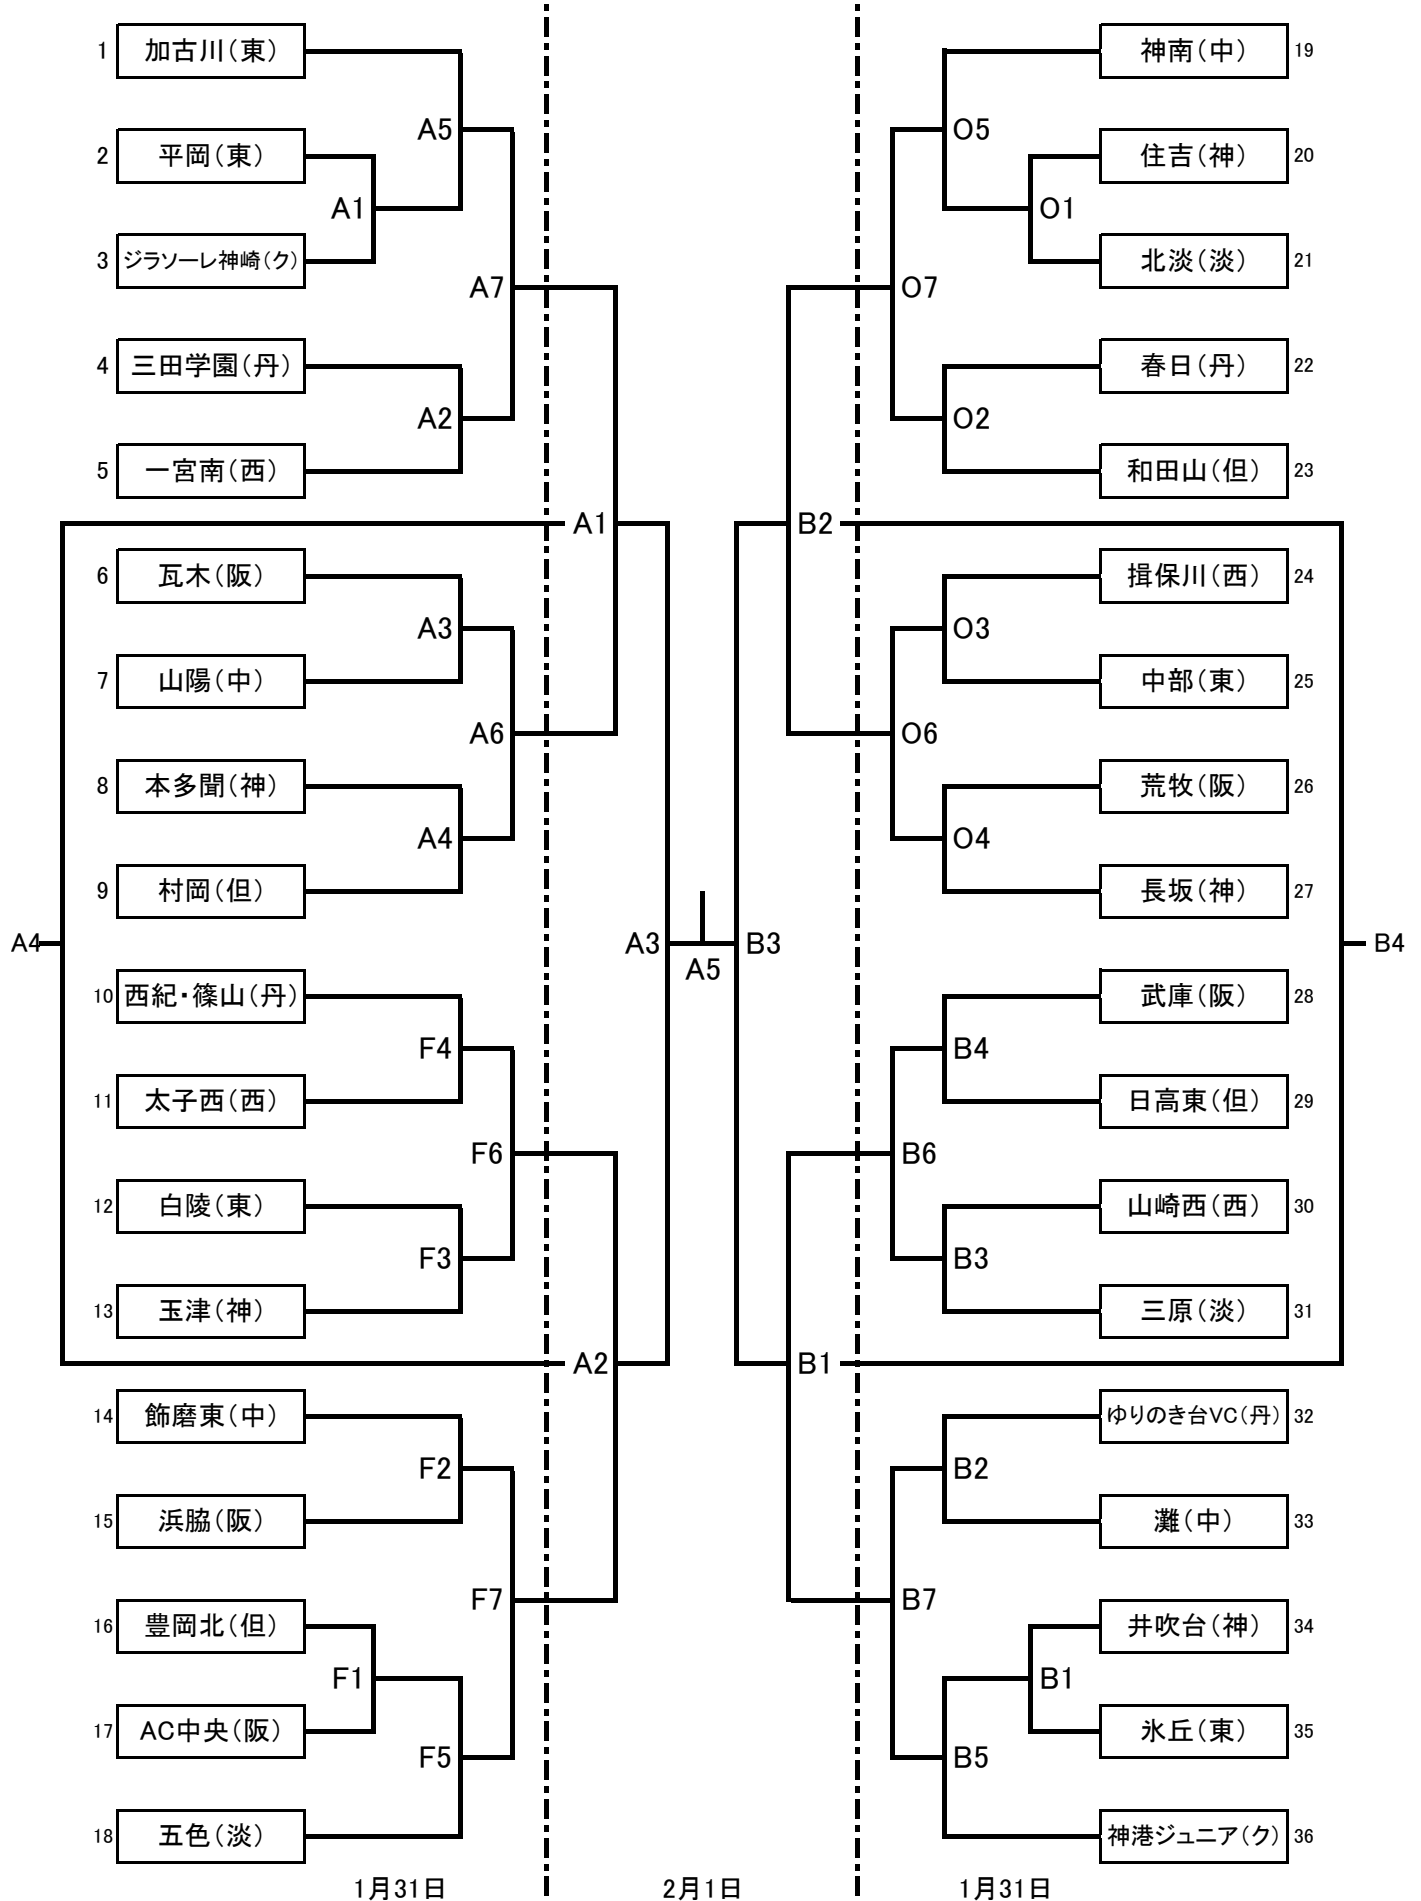 1 加古川（東）
2 平岡（東）
3 ジラソーレ神崎（ク）
4 三田学園（丹）
5 一宮南（西）
6 瓦木（阪）
7 山陽（中）
8 本多聞（神）
9 村岡（但）
10 西紀・篠山（丹）
11 太子西（西）
12 白陵（東）
13 玉津（神）
14 飾磨東（中）
15 浜脇（阪）
16 豊岡北（但）
17 AC中央（阪）
18 五色（淡）
A5
A1
A7
A2
A3
A6
A4
F4
F6
F3
F2
F7
F1
F5
A4
A1
A2
A3
A5
B3
B2
B1
B4
O5
O1
O7
O2
O3
O6
O4
B4
B6
B3
B2
B7
B1
B5
神南（中） 19
住吉（神） 20
北淡（淡） 21
春日（丹） 22
和田山（但） 23
揖保川（西） 24
中部（東） 25
荒牧（阪） 26
長坂（神） 27
武庫（阪） 28
日高東（但） 29
山崎西（西） 30
三原（淡） 31
ゆりのき台VC（丹） 32
灘（中） 33
井吹台（神） 34
氷丘（東） 35
神港ジュニア（ク） 36
1月31日
2月1日
1月31日